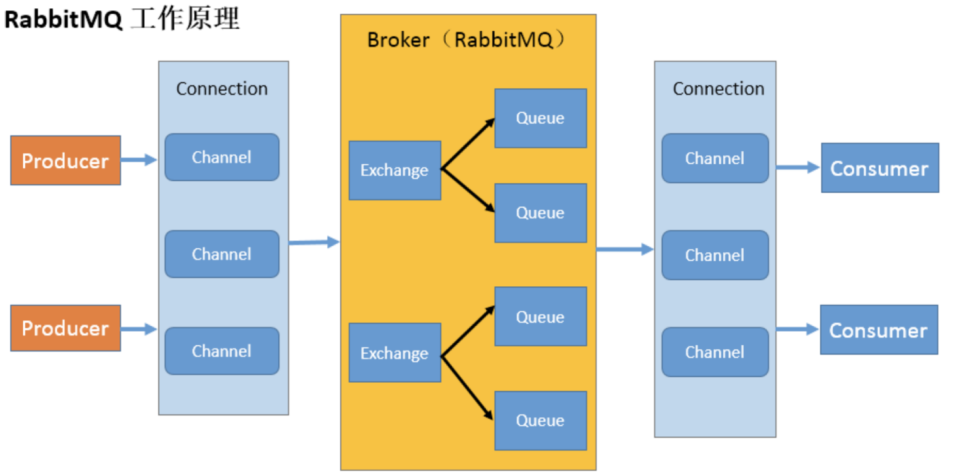 RabbitMQ 工作原理
Broker（RabbitMQ）
Connection
Channel
Channel
Channel
Producer
Producer
Exchange
Queue
Queue
Exchange
Queue
Queue
Connection
Channel
Channel
Channel
Consumer
Consumer